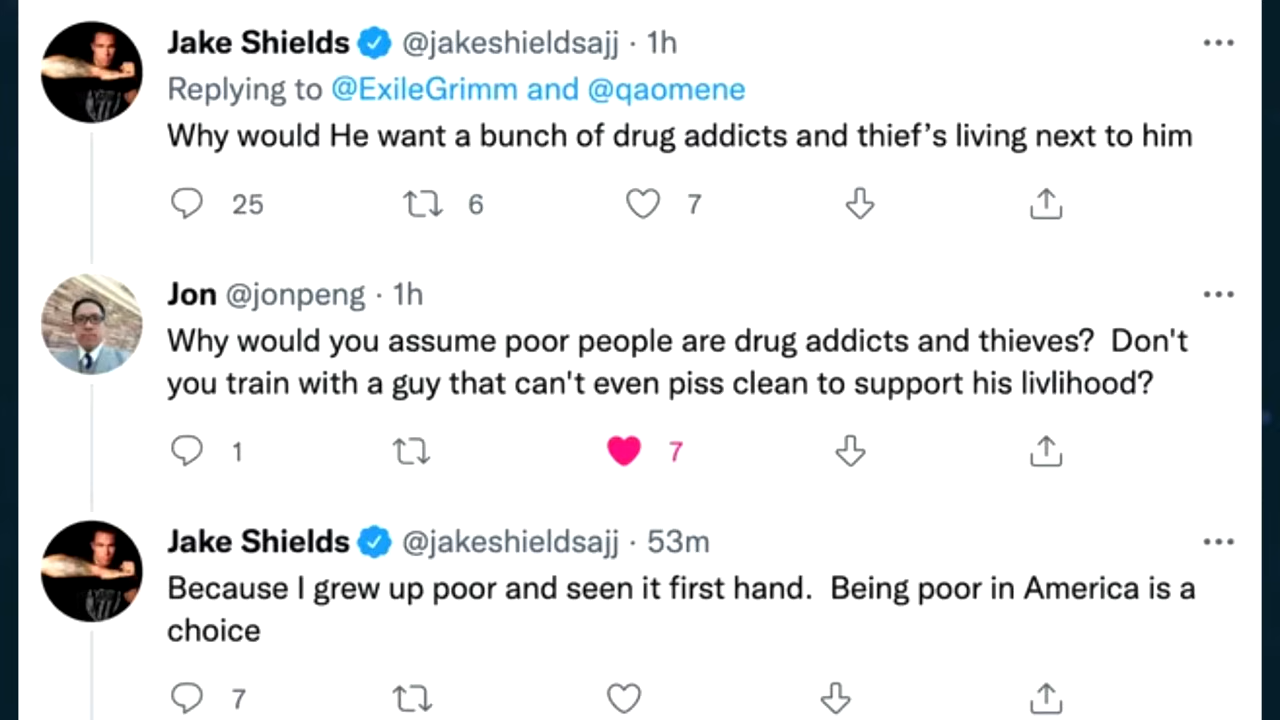 Jake Shields @jakeshieldsajj · 1h
Replying to @ExileGrimm and @qaomene
Why would He want a bunch of drug addicts and thief’s living next to him
25 6 7
Jon @jonpeng · 1h
Why would you assume poor people are drug addicts and thieves?  Don't
you train with a guy that can't even piss clean to support his livlihood?
1 7
Jake Shields @jakeshieldsajj · 53m
Because I grew up poor and seen it first hand.  Being poor in America is a
choice
7